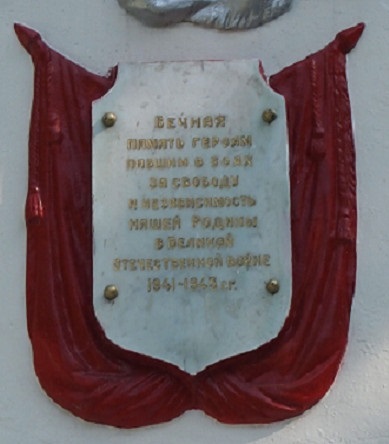 ВЕЧНАЯ
ПАМЯТЬ ГЕРОЯМ
ПАВШИМ В БОЯХ
ЗА СВОБОДУ
И НЕЗАВИСИМОСТЬ
НАШЕЙ РОДИНЫ
В ВЕЛИКОЙ
ОТЕЧЕСТВЕННОЙ ВОЙНЕ
1941-1945 г.г.